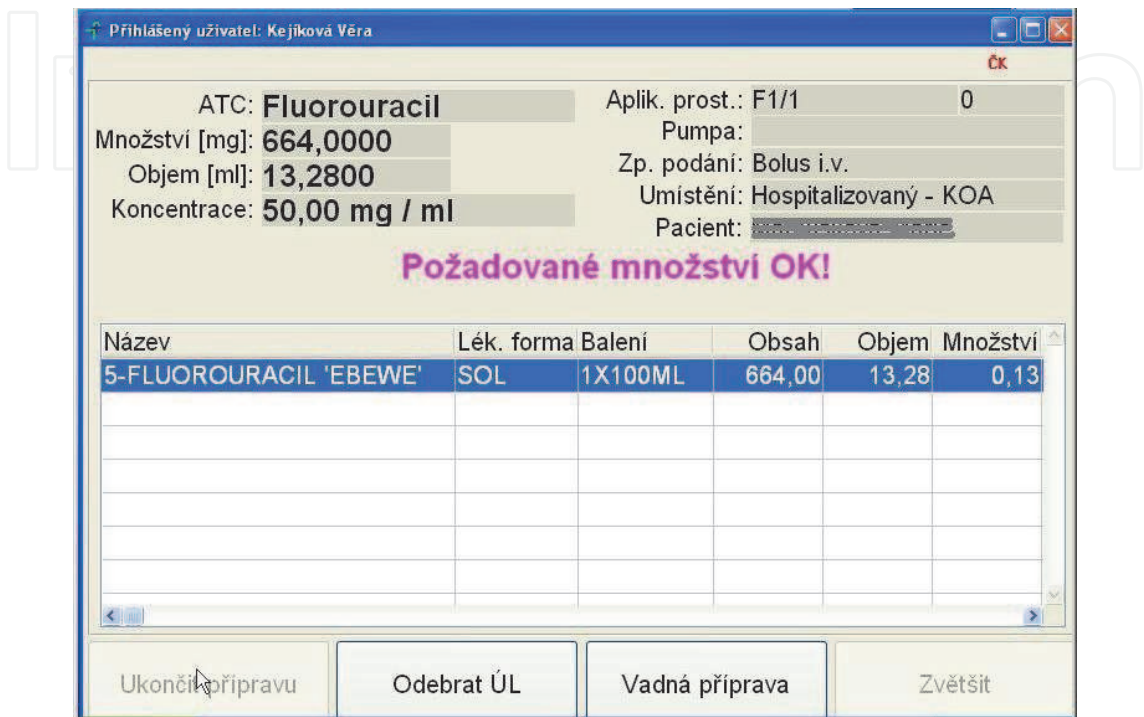 Přihlášený uživatel: Kejíková Věra
ČK
ATC: Fluorouracil
Množství [mg]: 664,0000
Objem [ml]: 13,2800
Koncentrace: 50,00 mg / ml
Aplik. prost.: F1/1 0
Pumpa:
Zp. podání: Bolus i.v.
Umístění: Hospitalizovaný - KOA
Pacient:
Požadované množství OK!
Název Lék. forma Balení Obsah Objem Množství
5-FLUOROURACIL 'EBEWE' SOL 1X100ML 664,00 13,28 0,13
Ukončit přípravu Odebrat ÚL Vadná příprava Zvětšit